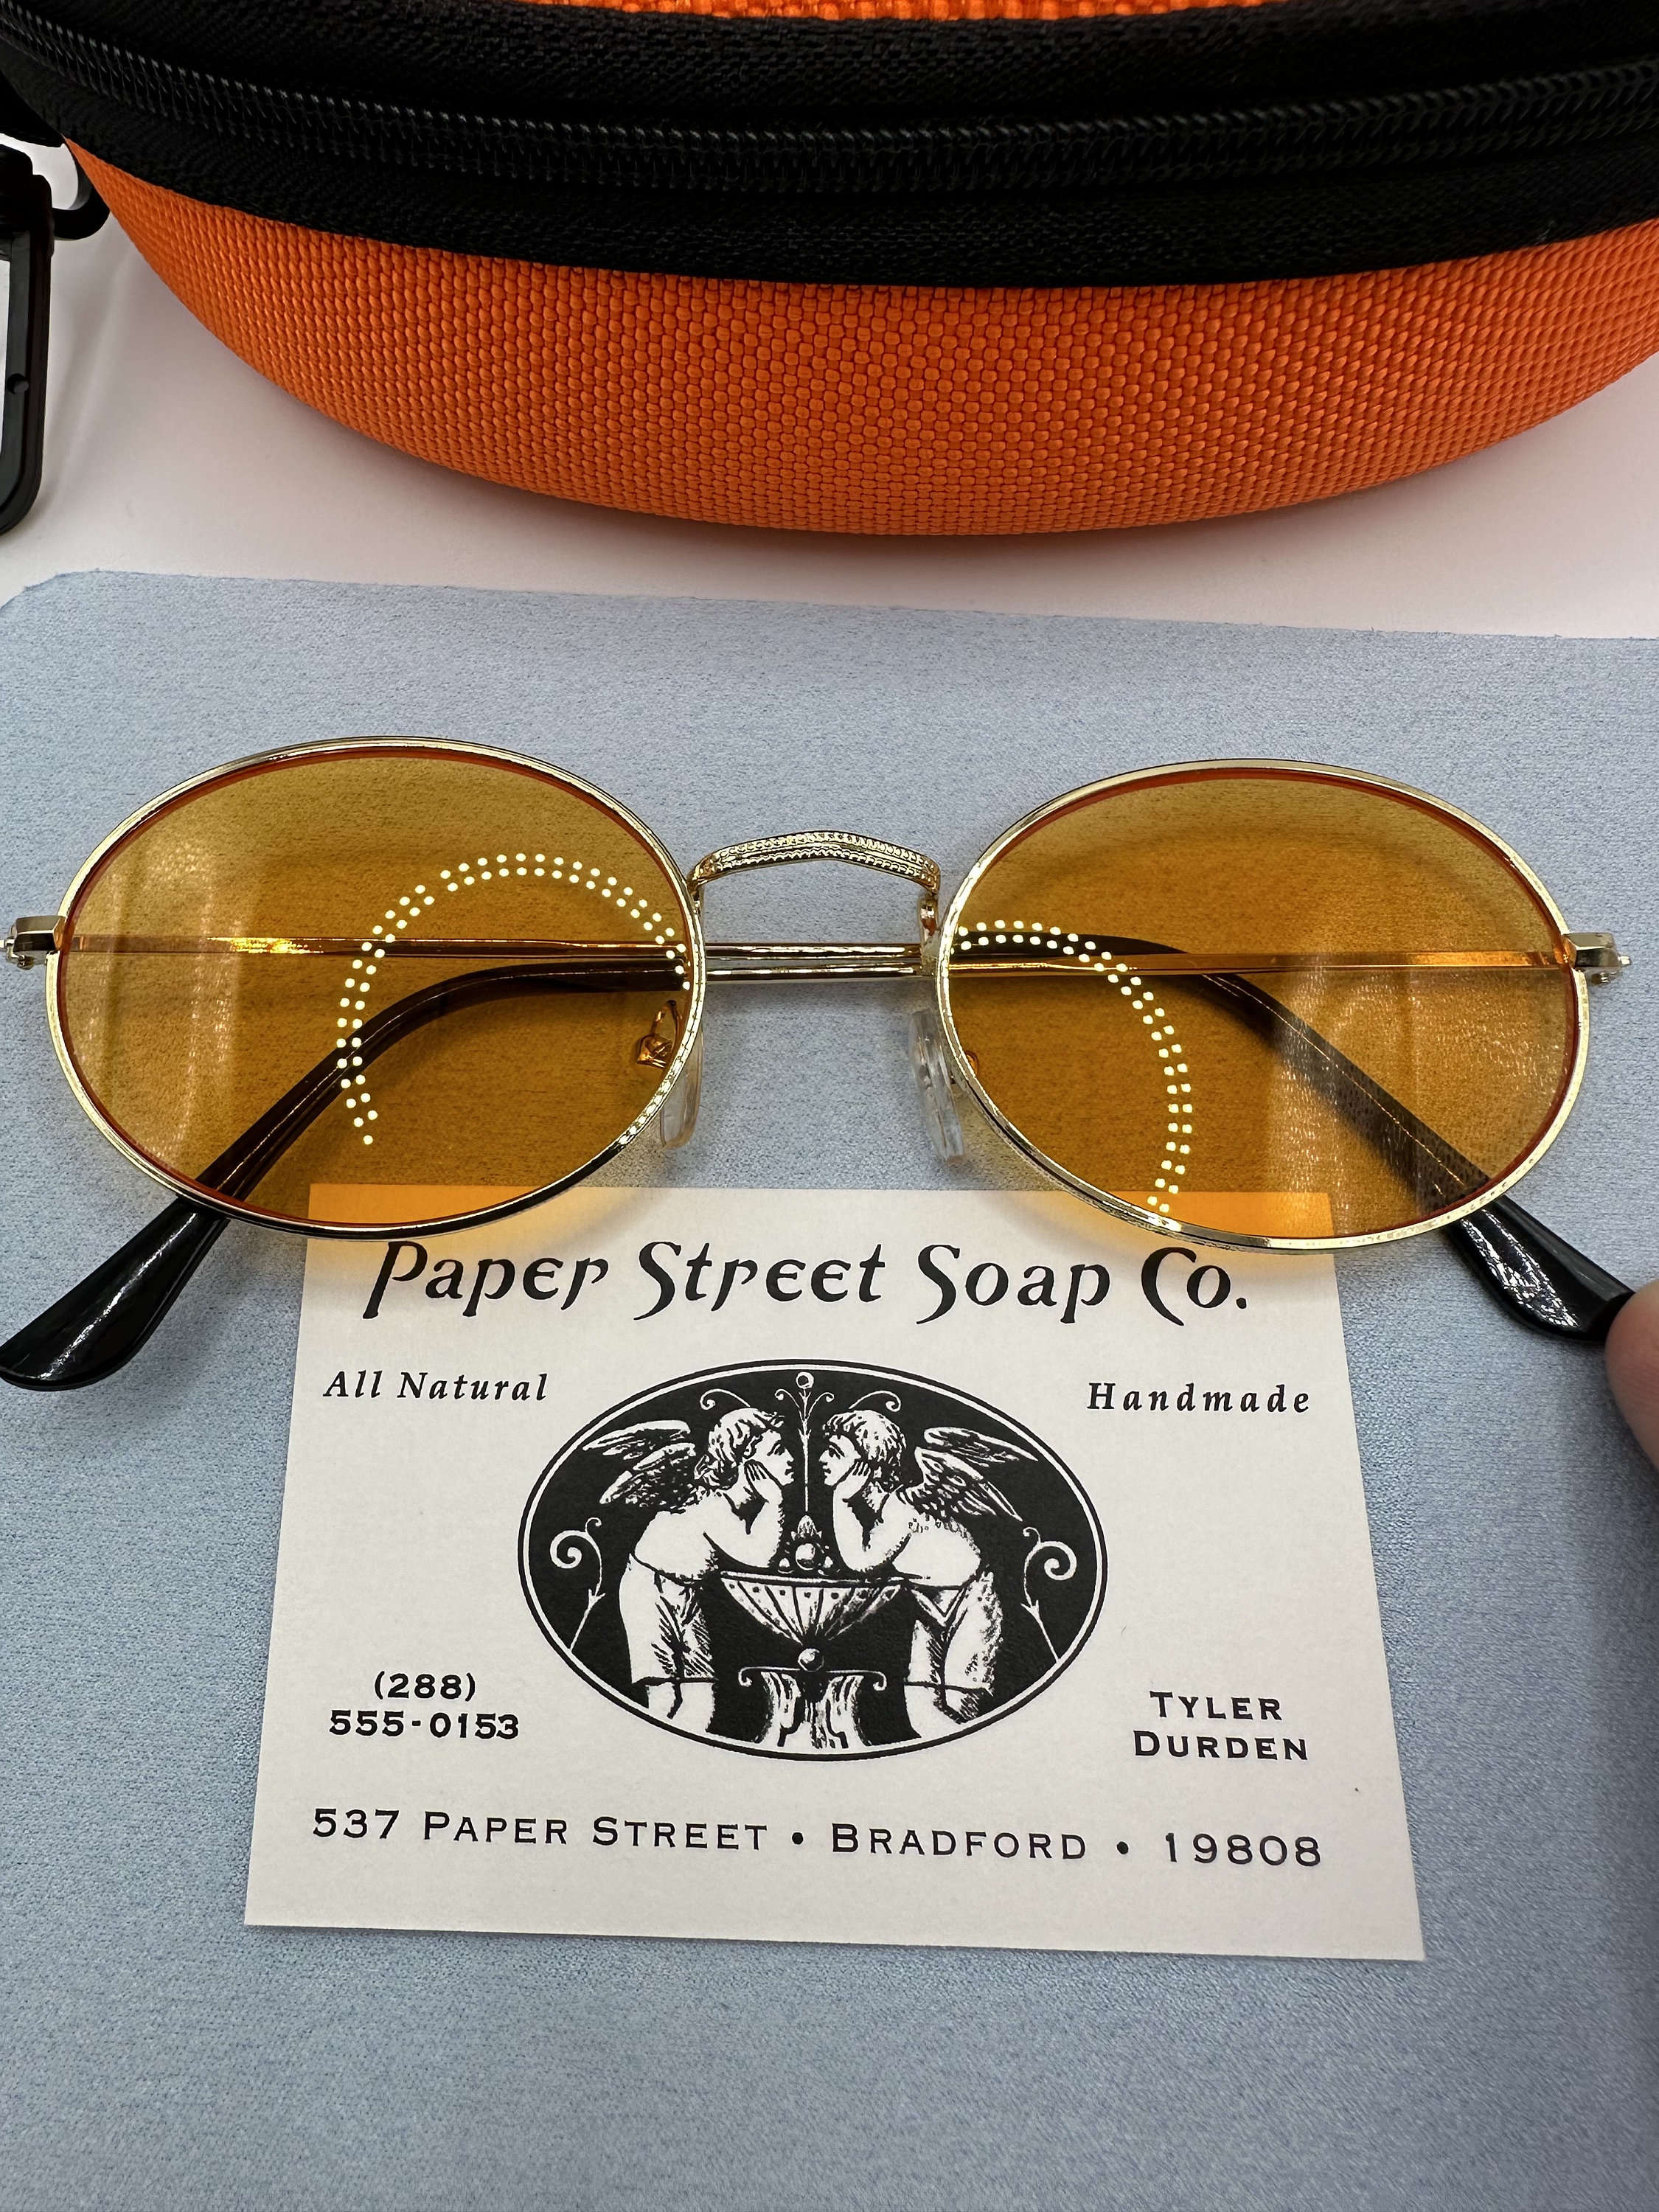 Paper Street Soap Co.
All Natural
Handmade
(288)
555-0153
TYLER
DURDEN
537 PAPER STREET • BRADFORD • 19808